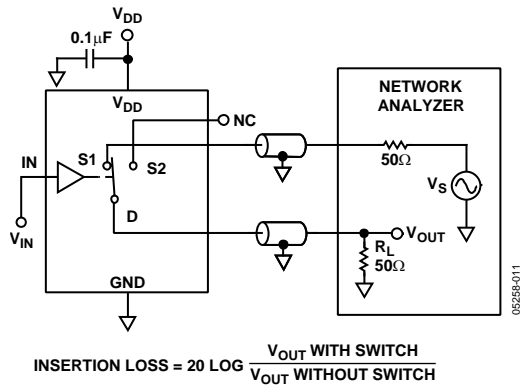 VDD
0.1µF
VDD
NC
NETWORK
ANALYZER
IN
S1
S2
50Ω
VS
D
VIN
VOUT
RL
50Ω
GND
05258-011
INSERTION LOSS = 20 LOG VOUT WITH SWITCH
VOUT WITHOUT SWITCH